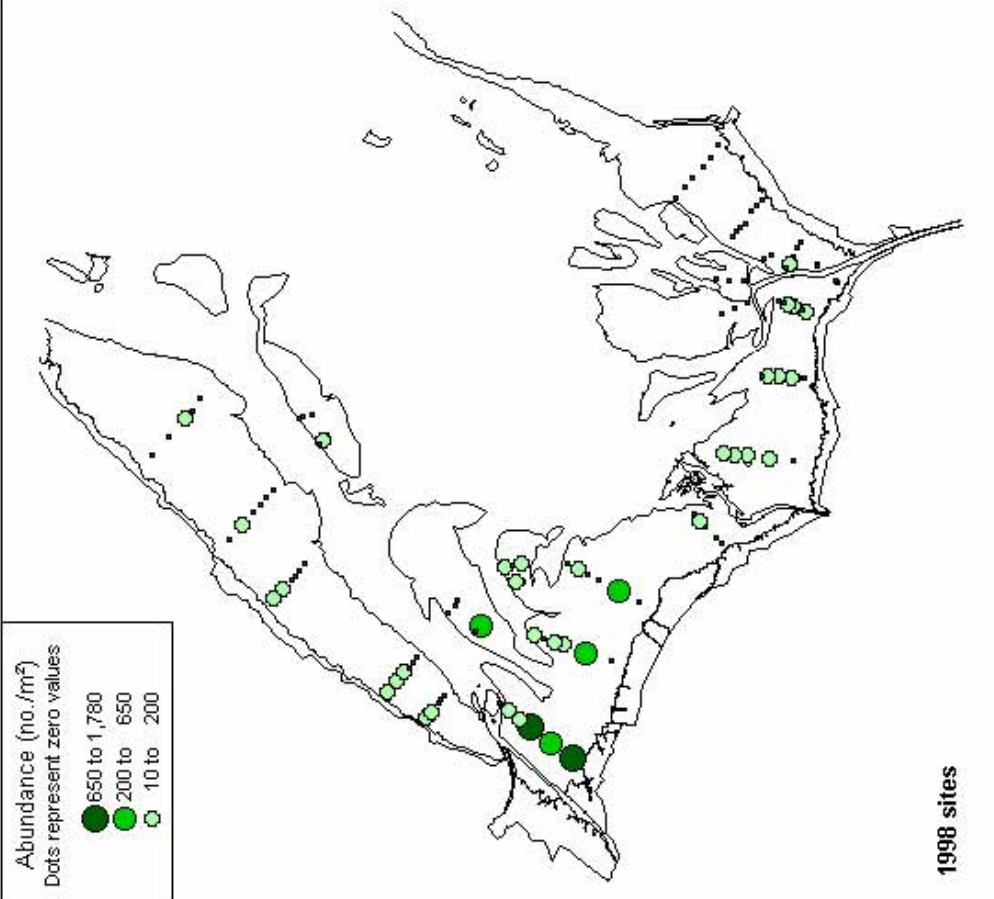 Abundance (no./m²)
Dots represent zero values
650 to 1,780
200 to 650
10 to 200
1998 sites